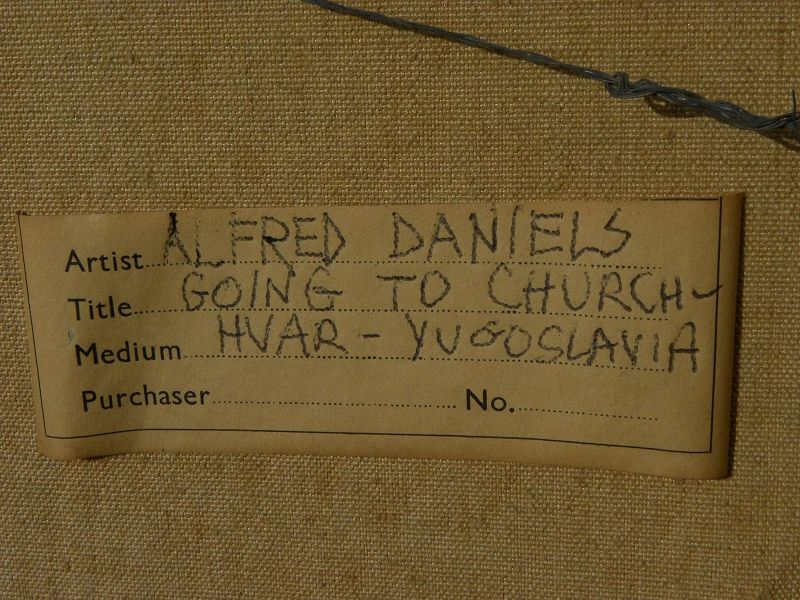 Artist ALFRED DANIELS
Title GOING TO CHURCH-
Medium HVAR - YUGOSLAVIA
Purchaser No.